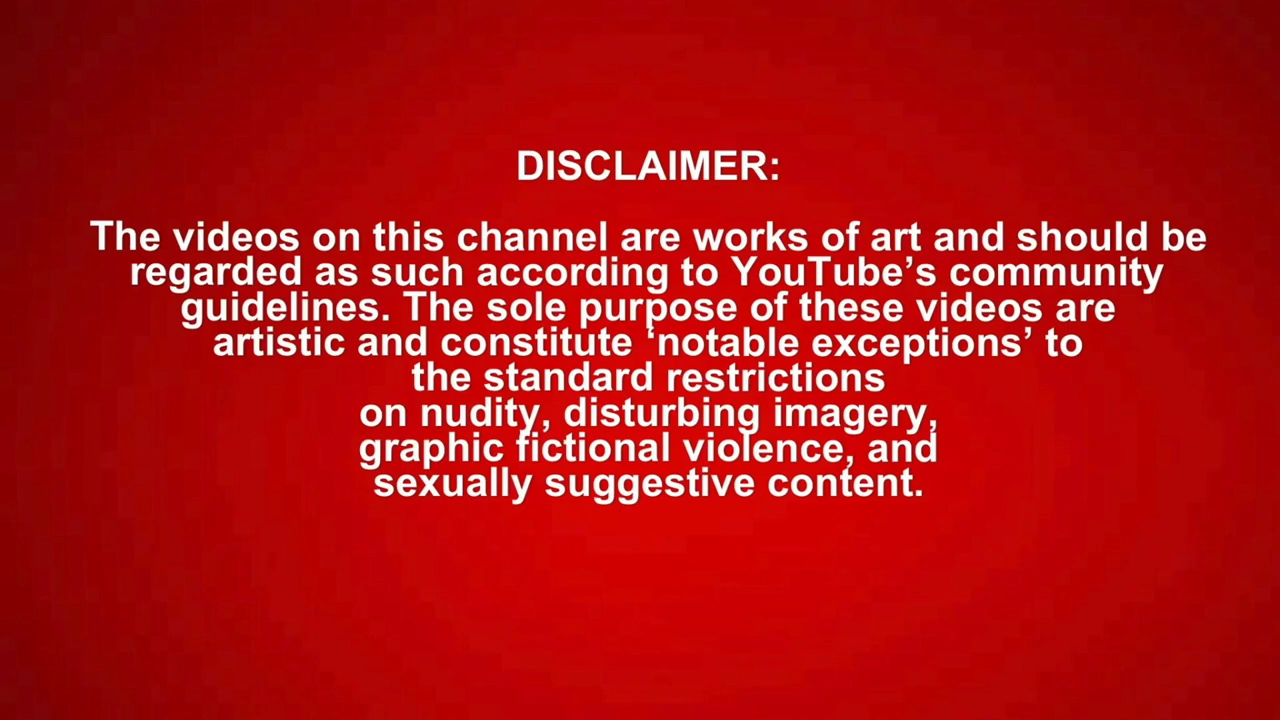 DISCLAIMER:
The videos on this channel are works of art and should be
regarded as such according to YouTube’s community
guidelines. The sole purpose of these videos are
artistic and constitute ‘notable exceptions’ to
the standard restrictions
on nudity, disturbing imagery,
graphic fictional violence, and
sexually suggestive content.